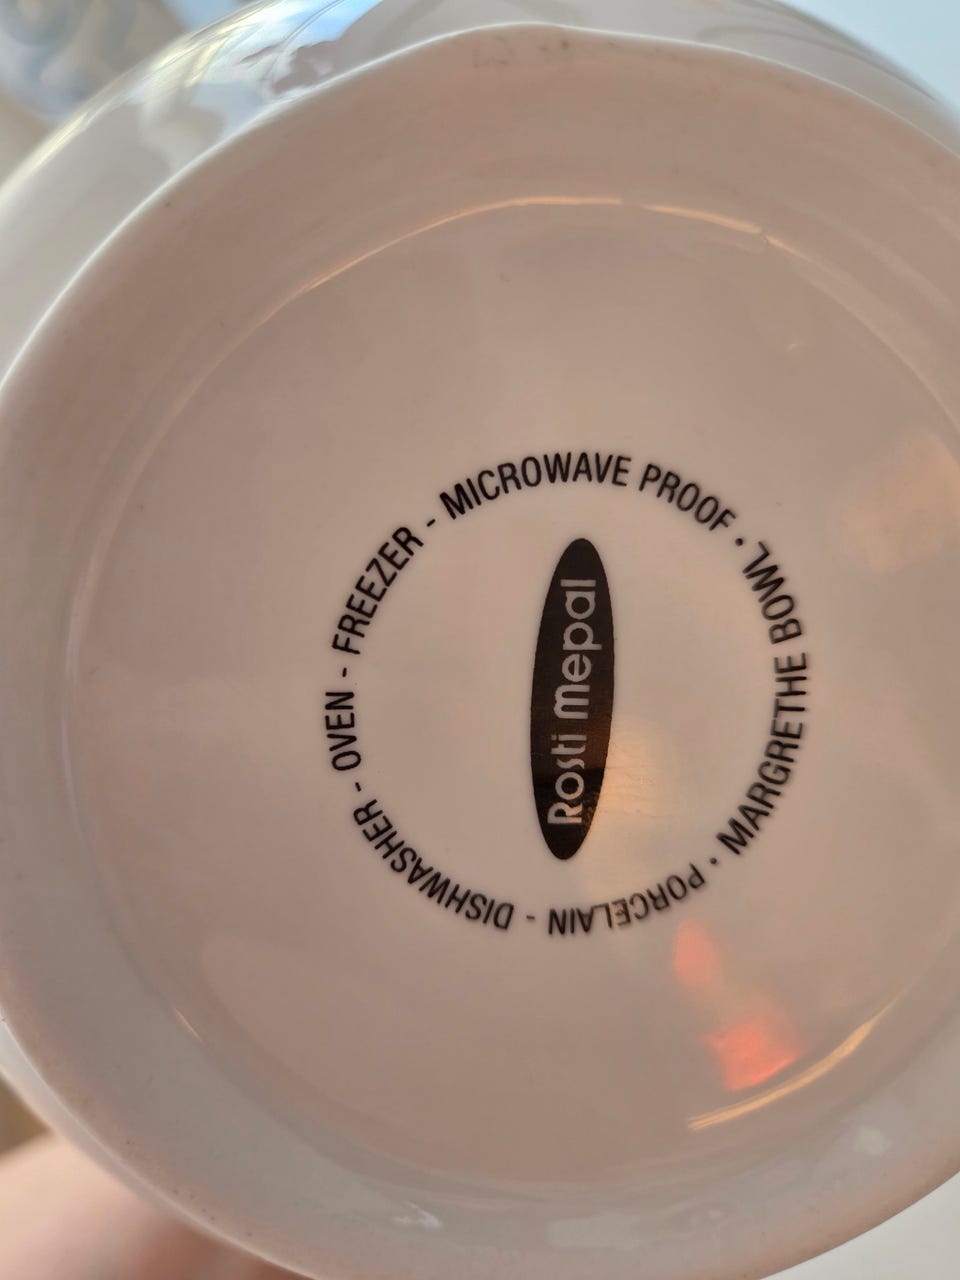 MARGRETHE BOWL · PORCELAIN - DISHWASHER - OVEN - FREEZER - MICROWAVE PROOF ·
Rosti mepal